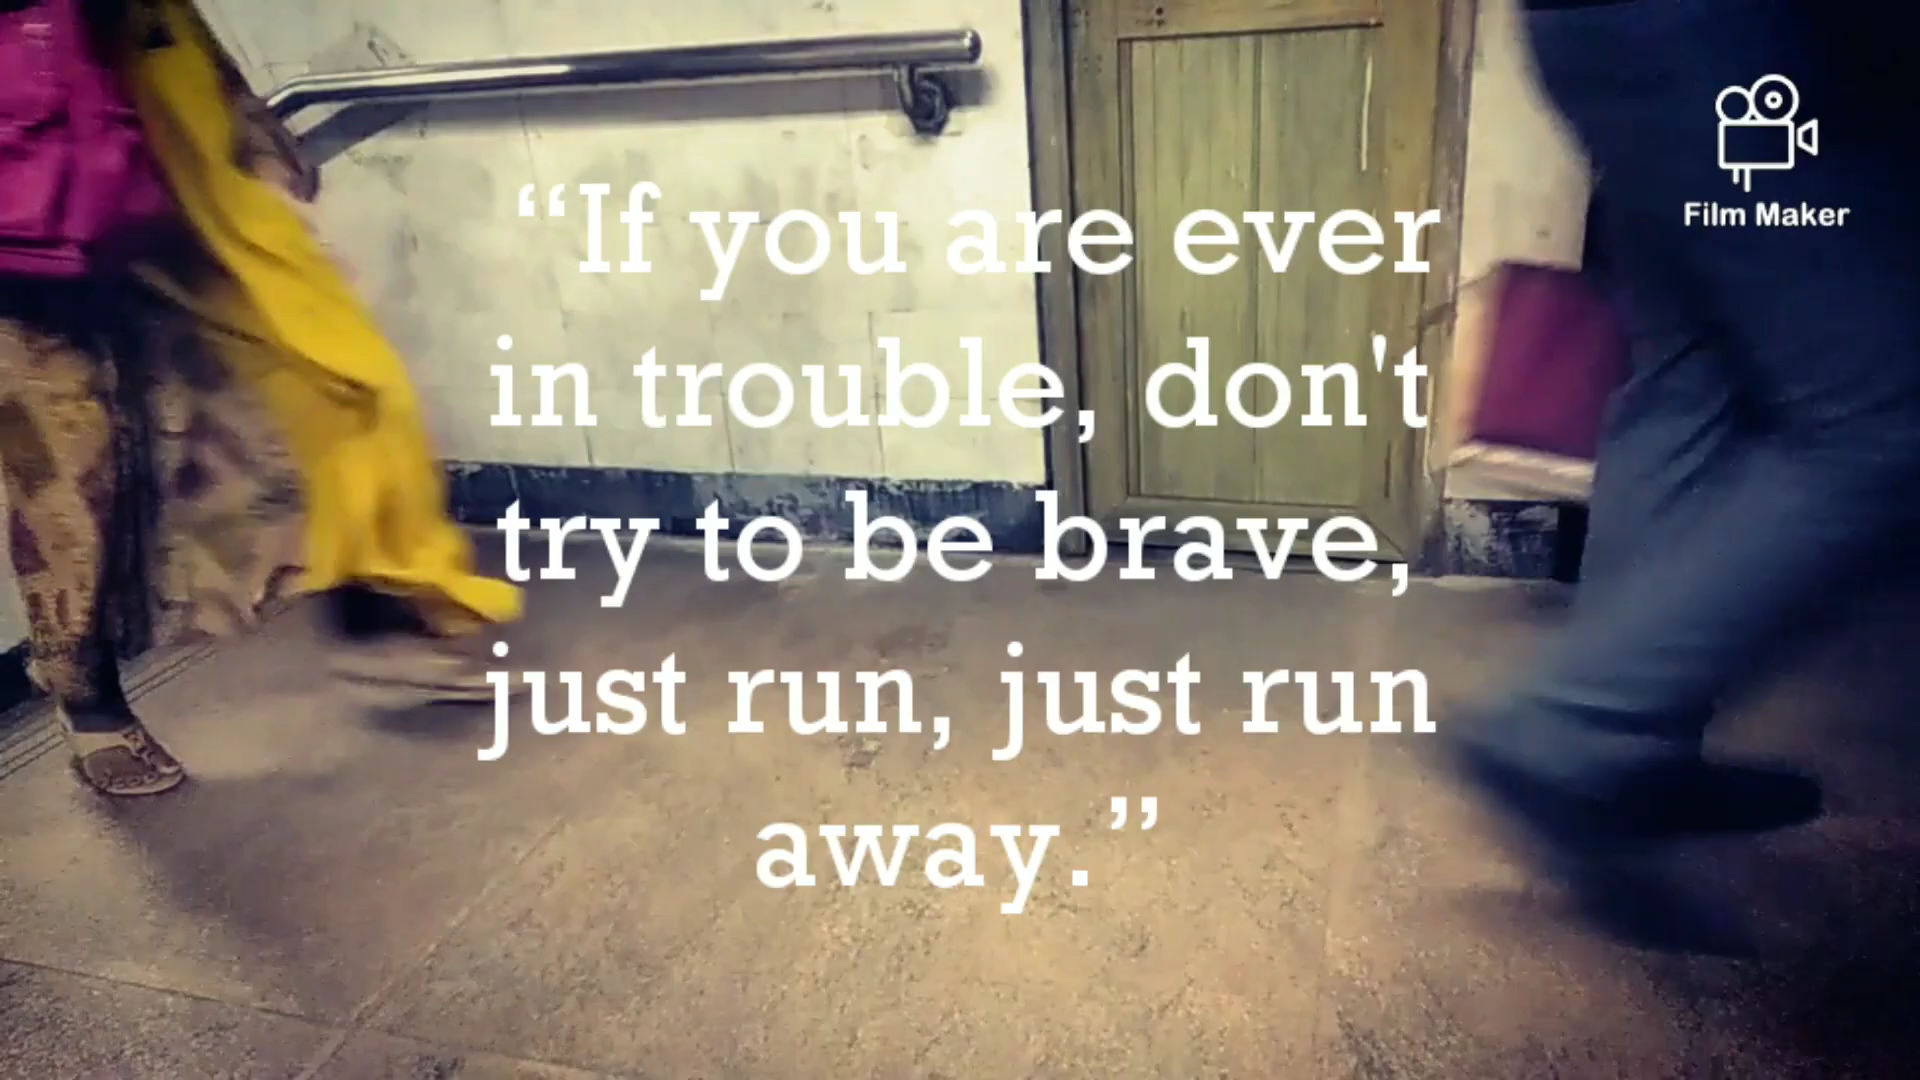 Film Maker
“If you are ever
in trouble, don't
try to be brave,
just run, just run
away.”